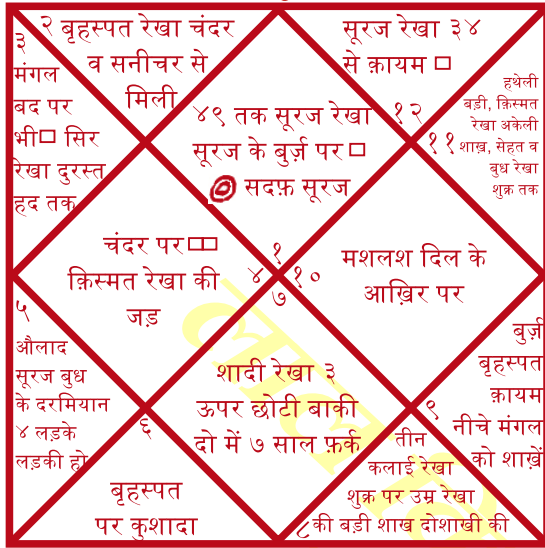 २ बृहस्पत रेखा चंदर
व सनीचर से
मिली
सूरज रेखा ३४
से क़ायम □
३
मंगल
बद पर
भी□ सिर
रेखा दुरस्त
हद तक
४९ तक सूरज रेखा
सूरज के बुर्ज़ पर □
सदफ़ सूरज
१२
हथेली
बड़ी, क़िस्मत
रेखा अकेली
११ शाख़, सेहत व
बुध रेखा
शुक्र तक
चंदर पर □□
क़िस्मत रेखा की
जड़
१
४ १०
७
मशलश दिल के
आख़िर पर
५
औलाद
सूरज बुध
के दरमियान
४ लड़के
लड़की हो
शादी रेखा ३
ऊपर छोटी बाकी
दो में ७ साल फ़र्क
बुर्ज़
बृहस्पत
क़ायम
९ नीचे मंगल
को शाख़ें
६
बृहस्पत
पर कुशादा
तीन
कलाई रेखा
शुक्र पर उम्र रेखा
८ की बड़ी शाख दोशाखी की
लाल कि